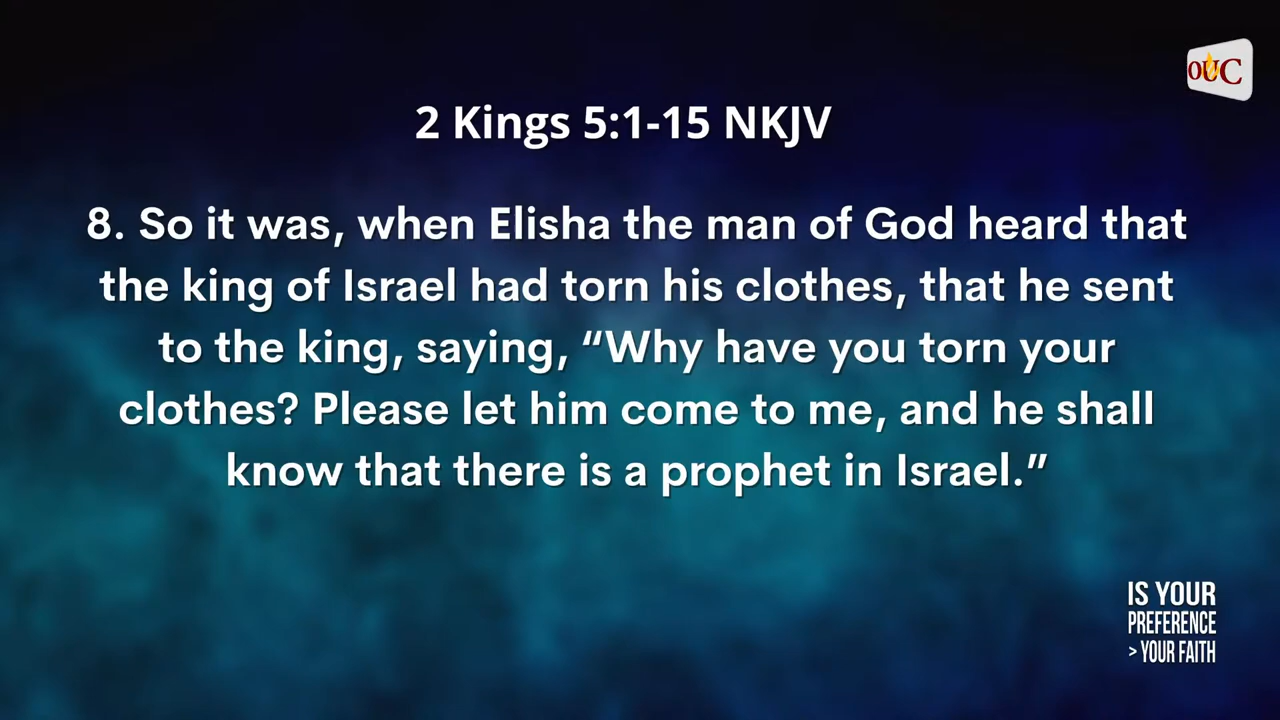 OUC
2 Kings 5:1-15 NKJV
8. So it was, when Elisha the man of God heard that
the king of Israel had torn his clothes, that he sent
to the king, saying, “Why have you torn your
clothes? Please let him come to me, and he shall
know that there is a prophet in Israel.”
IS YOUR
PREFERENCE
> YOUR FAITH